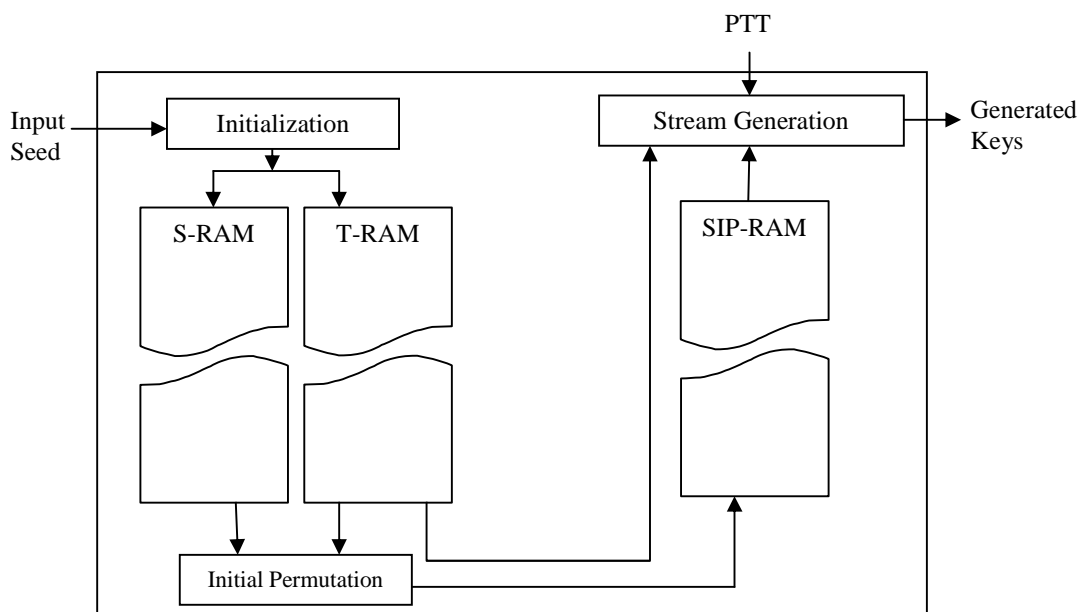 PTT
Input
Seed
Initialization
Stream Generation
Generated
Keys
S-RAM
T-RAM
SIP-RAM
Initial Permutation